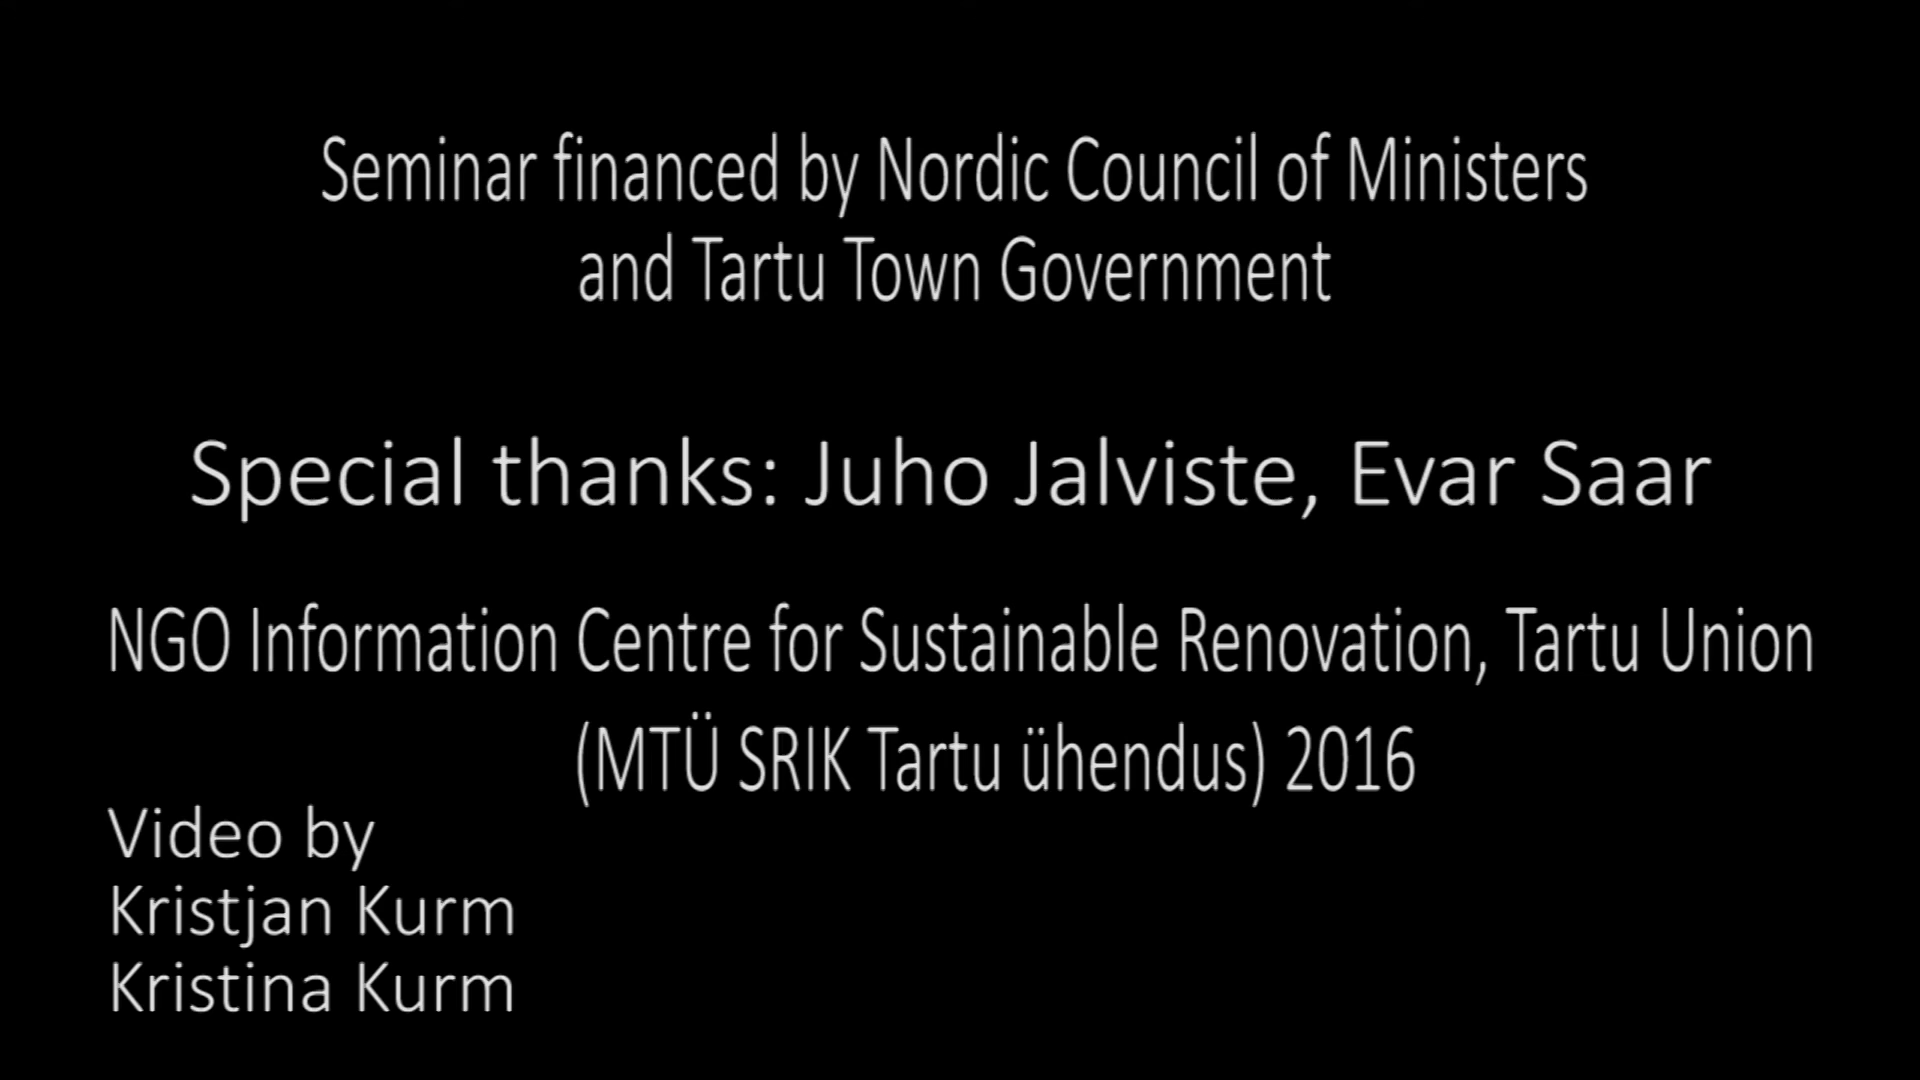 Seminar financed by Nordic Council of Ministers
and Tartu Town Government
Special thanks: Juho Jalviste, Evar Saar
NGO Information Centre for Sustainable Renovation, Tartu Union
(MTÜ SRIK Tartu ühendus) 2016
Video by
Kristjan Kurm
Kristina Kurm